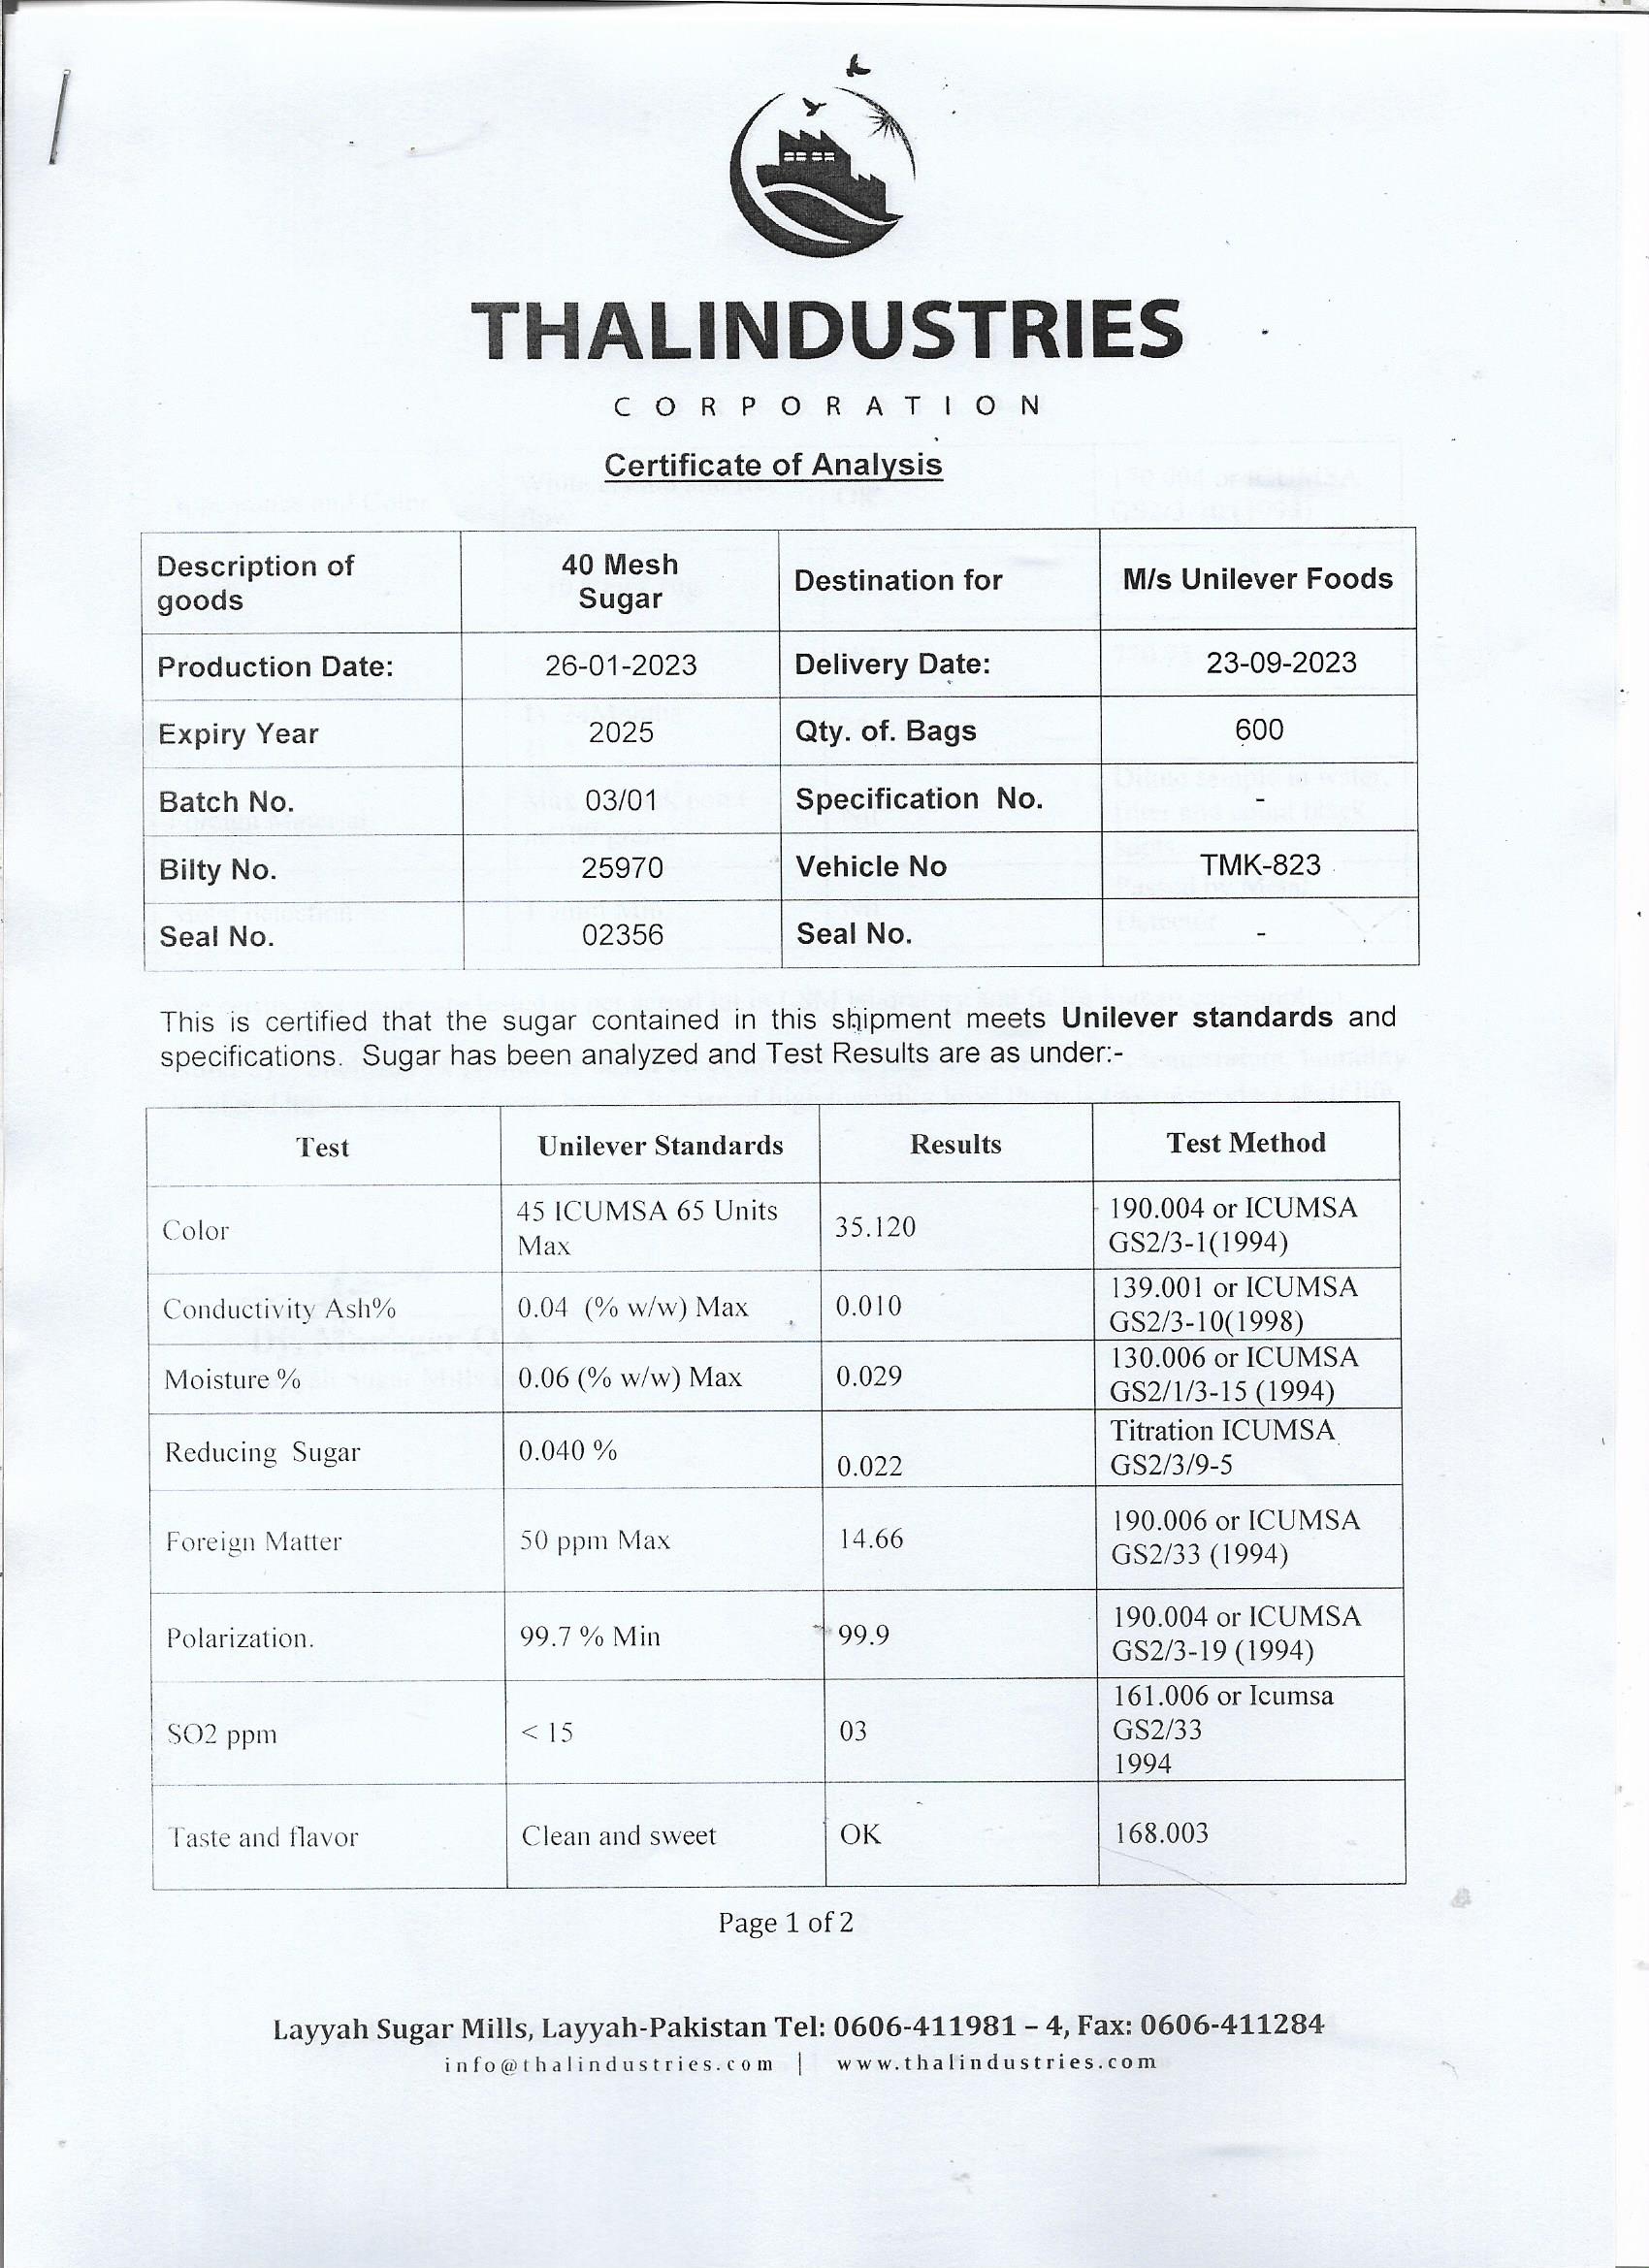 THALINDUSTRIES
CORPORATION
Certificate of Analysis
Description of goods 40 Mesh Sugar Destination for M/s Unilever Foods
Production Date: 26-01-2023 Delivery Date: 23-09-2023
Expiry Year 2025 Qty. of. Bags 600
Batch No. 03/01 Specification No. -
Bilty No. 25970 Vehicle No TMK-823
Seal No. 02356 Seal No. -
This is certified that the sugar contained in this shipment meets Unilever standards and
specifications. Sugar has been analyzed and Test Results are as under:-
Test Unilever Standards Results Test Method
Color 45 ICUMSA 65 Units Max 35.120 190.004 or ICUMSA GS2/3-1(1994)
Conductivity Ash% 0.04 (% w/w) Max 0.010 139.001 or ICUMSA GS2/3-10(1998)
Moisture % 0.06 (% w/w) Max 0.029 130.006 or ICUMSA GS2/1/3-15 (1994)
Reducing Sugar 0.040 % 0.022 Titration ICUMSA GS2/3/9-5
Foreign Matter 50 ppm Max 14.66 190.006 or ICUMSA GS2/33 (1994)
Polarization. 99.7 % Min 99.9 190.004 or ICUMSA GS2/3-19 (1994)
SO2 ppm < 15 03 161.006 or Icumsa GS2/33 1994
Taste and flavor Clean and sweet OK 168.003
Page 1 of 2
Layyah Sugar Mills, Layyah-Pakistan Tel: 0606-411981 – 4, Fax: 0606-411284
info@thalindustries.com | www.thalindustries.com